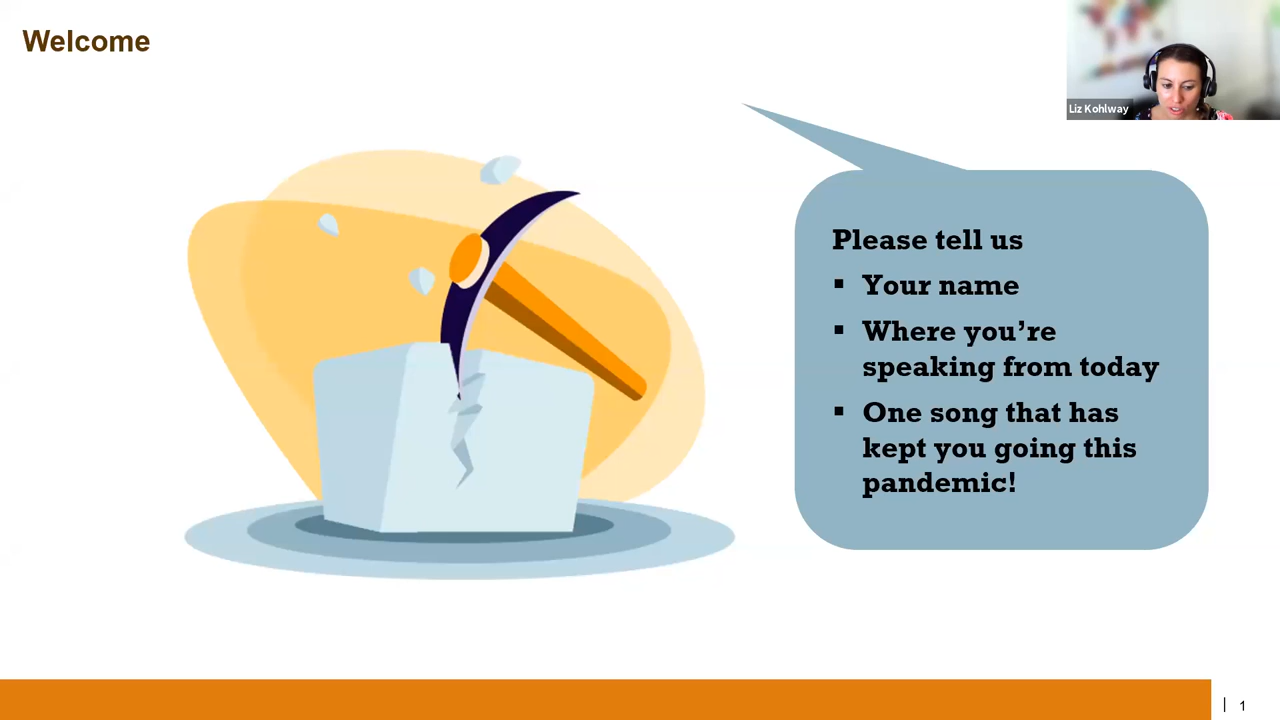 Welcome
Liz Kohlway
Please tell us
▪ Your name
▪ Where you’re
speaking from today
▪ One song that has
kept you going this
pandemic!
| 1